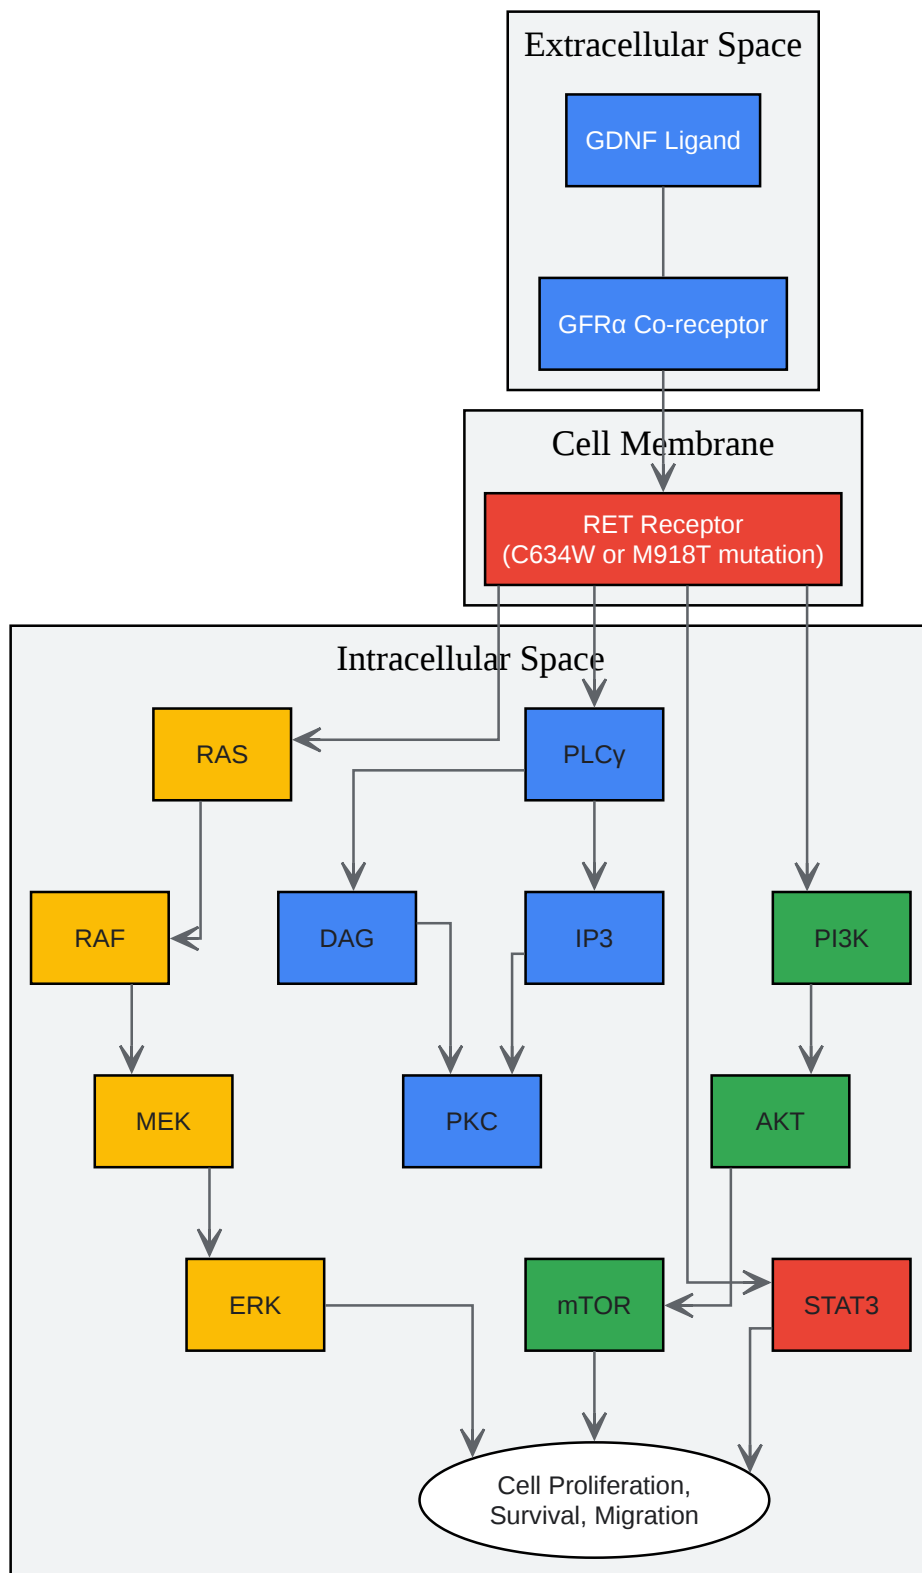 Extracellular Space
GDNF Ligand
GFRα Co-receptor
Cell Membrane
RET Receptor
(C634W or M918T mutation)
Intracellular Space
RAS
PLCγ
RAF
DAG
IP3
PI3K
MEK
PKC
AKT
ERK
mTOR
STAT3
Cell Proliferation,
Survival, Migration